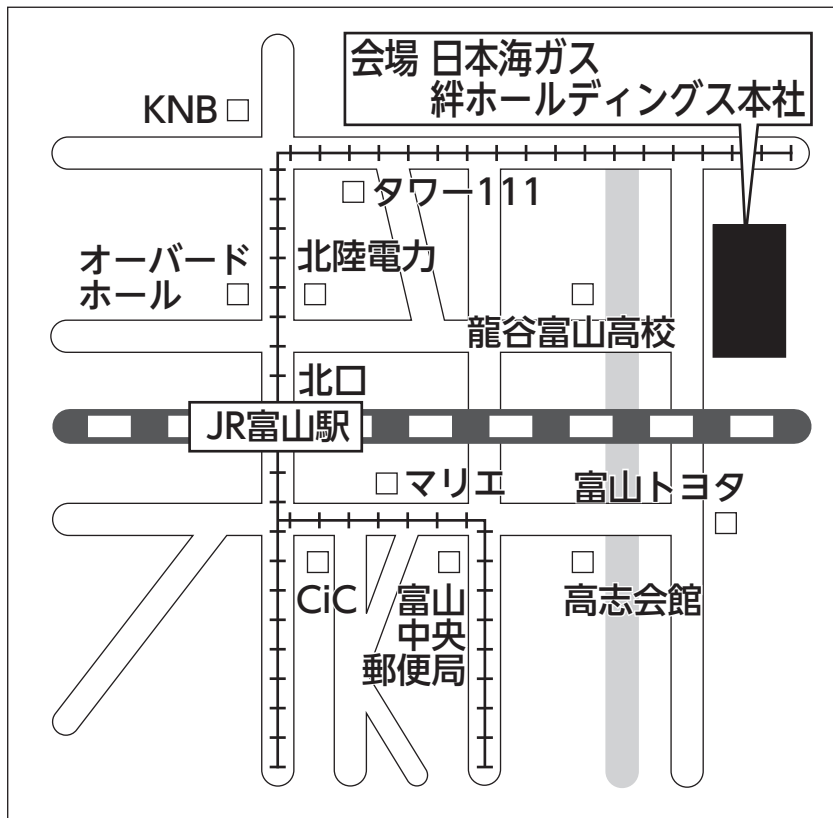 会場 日本海ガス
絆ホールディングス本社
KNB
タワー111
オーバード
ホール
北陸電力
龍谷富山高校
北口
JR富山駅
マリエ
富山トヨタ
CiC
富山
中央
郵便局
高志会館